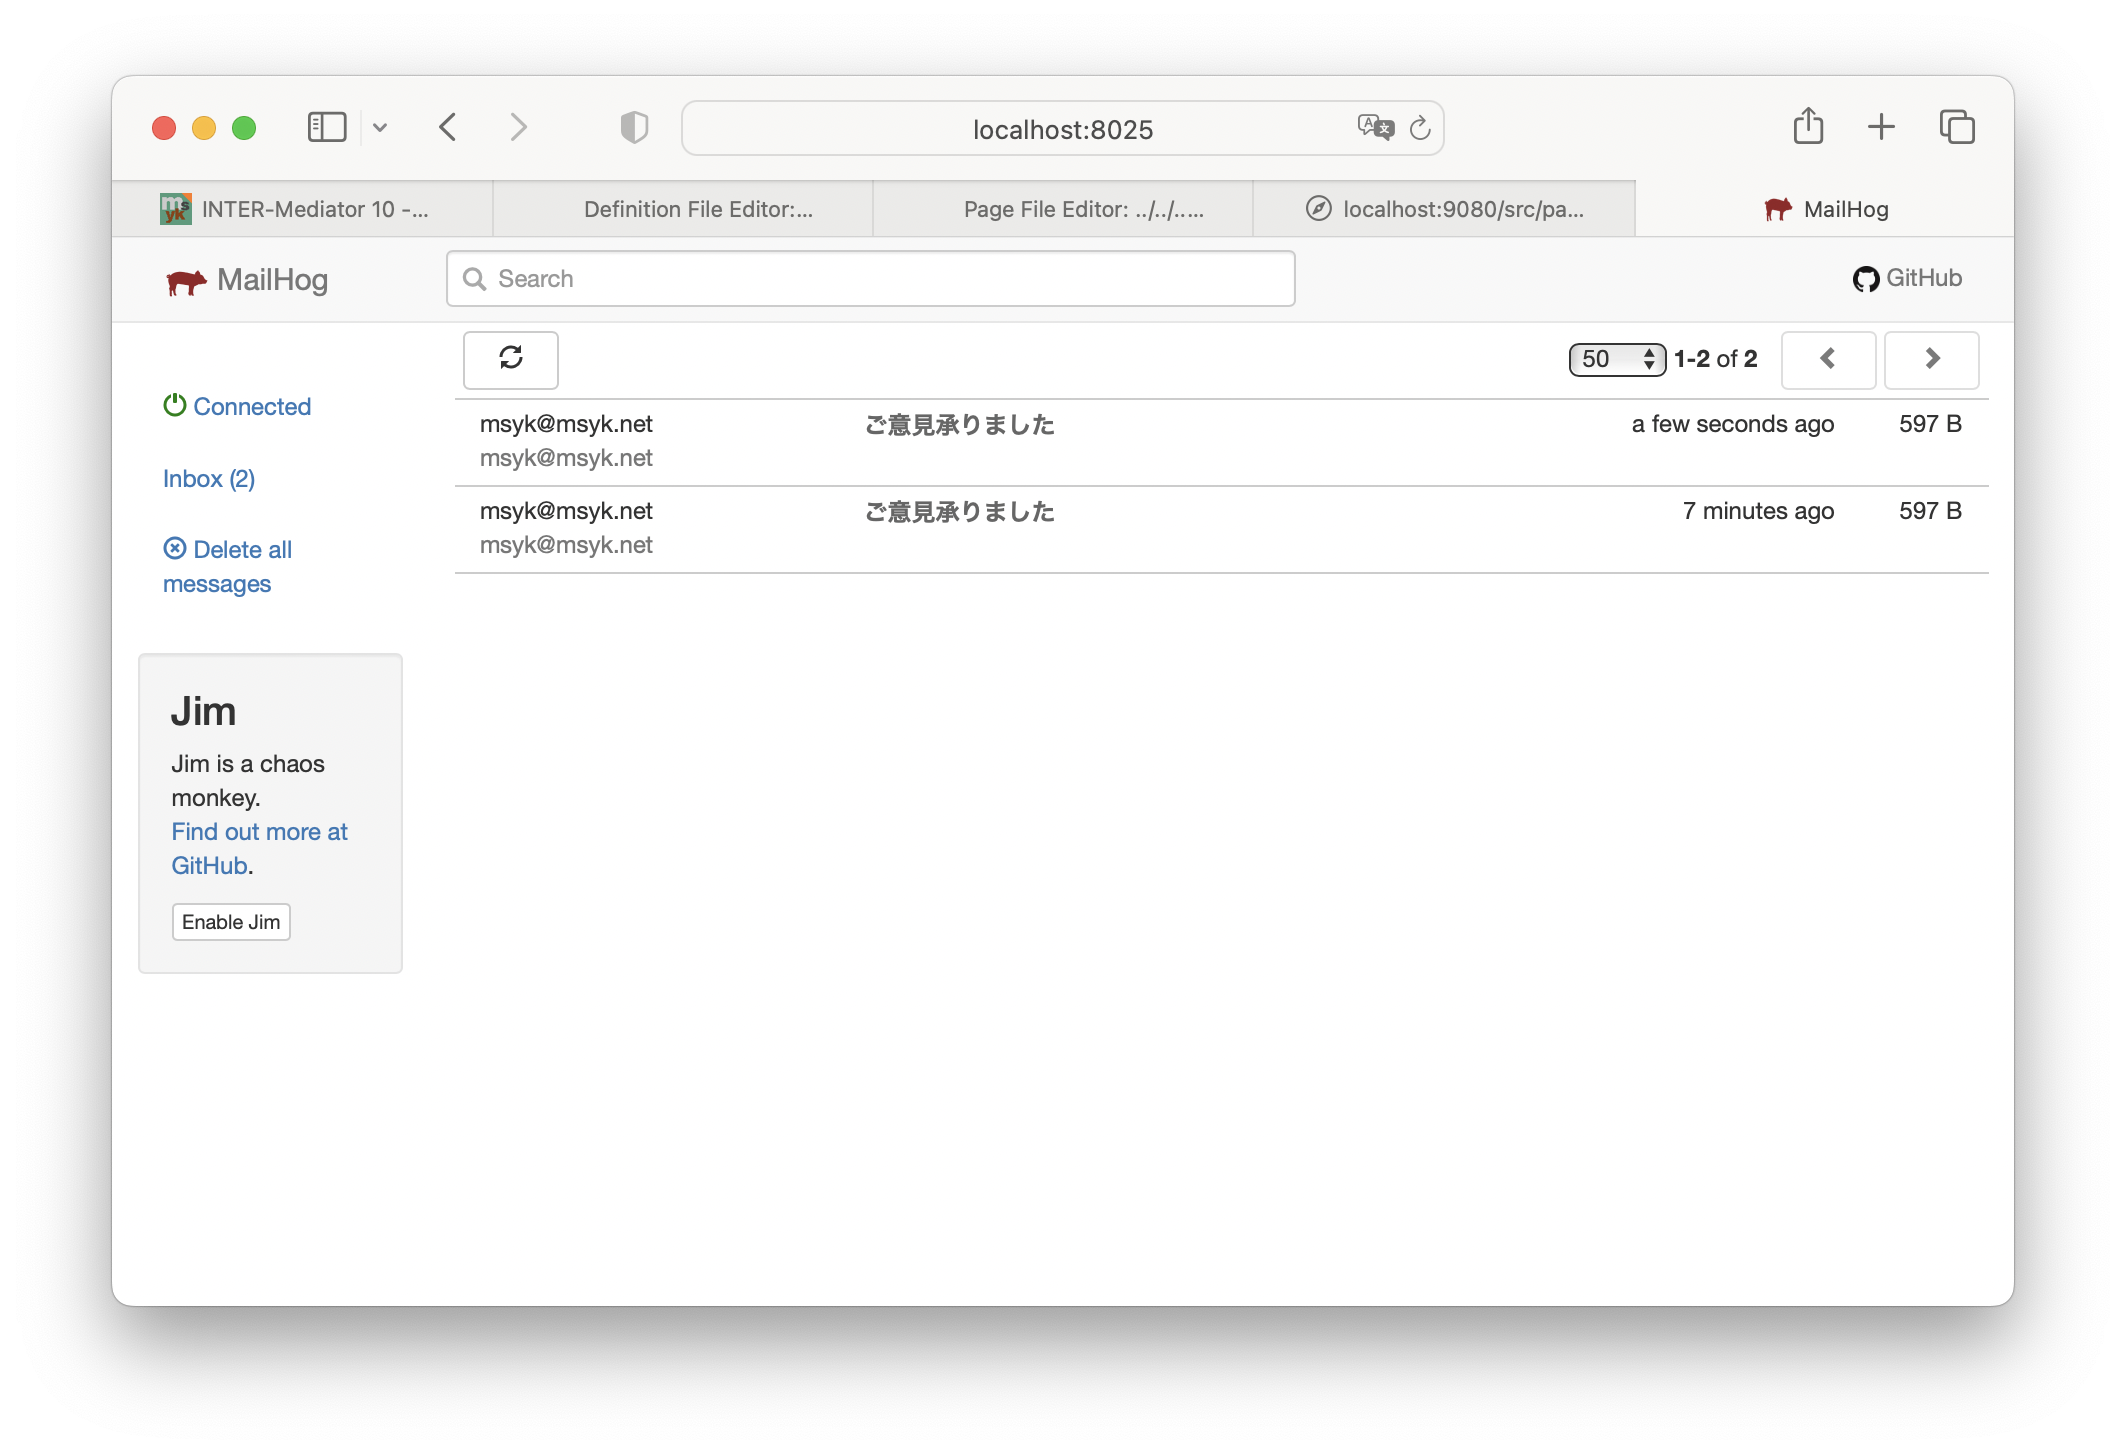 localhost:8025
INTER-Mediator 10 -...
Definition File Editor:...
Page File Editor: ../../.....
localhost:9080/src/pa...
MailHog
MailHog
Search
GitHub
50
1-2 of 2
Connected
Inbox (2)
Delete all
messages
msyk@msyk.net
ご意見承りました
a few seconds ago
597 B
msyk@msyk.net
msyk@msyk.net
ご意見承りました
7 minutes ago
597 B
msyk@msyk.net
Jim
Jim is a chaos
monkey.
Find out more at
GitHub.
Enable Jim